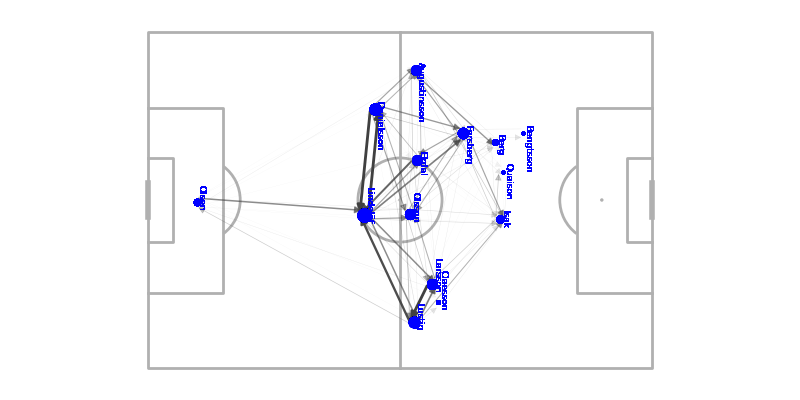 Augustinsson
Danielsson
Forsberg
Berg
Bengtsson
Ekdal
Quaison
Olsen
Lindelöf
Olsson
Isak
Larsson
Claesson
Lustig